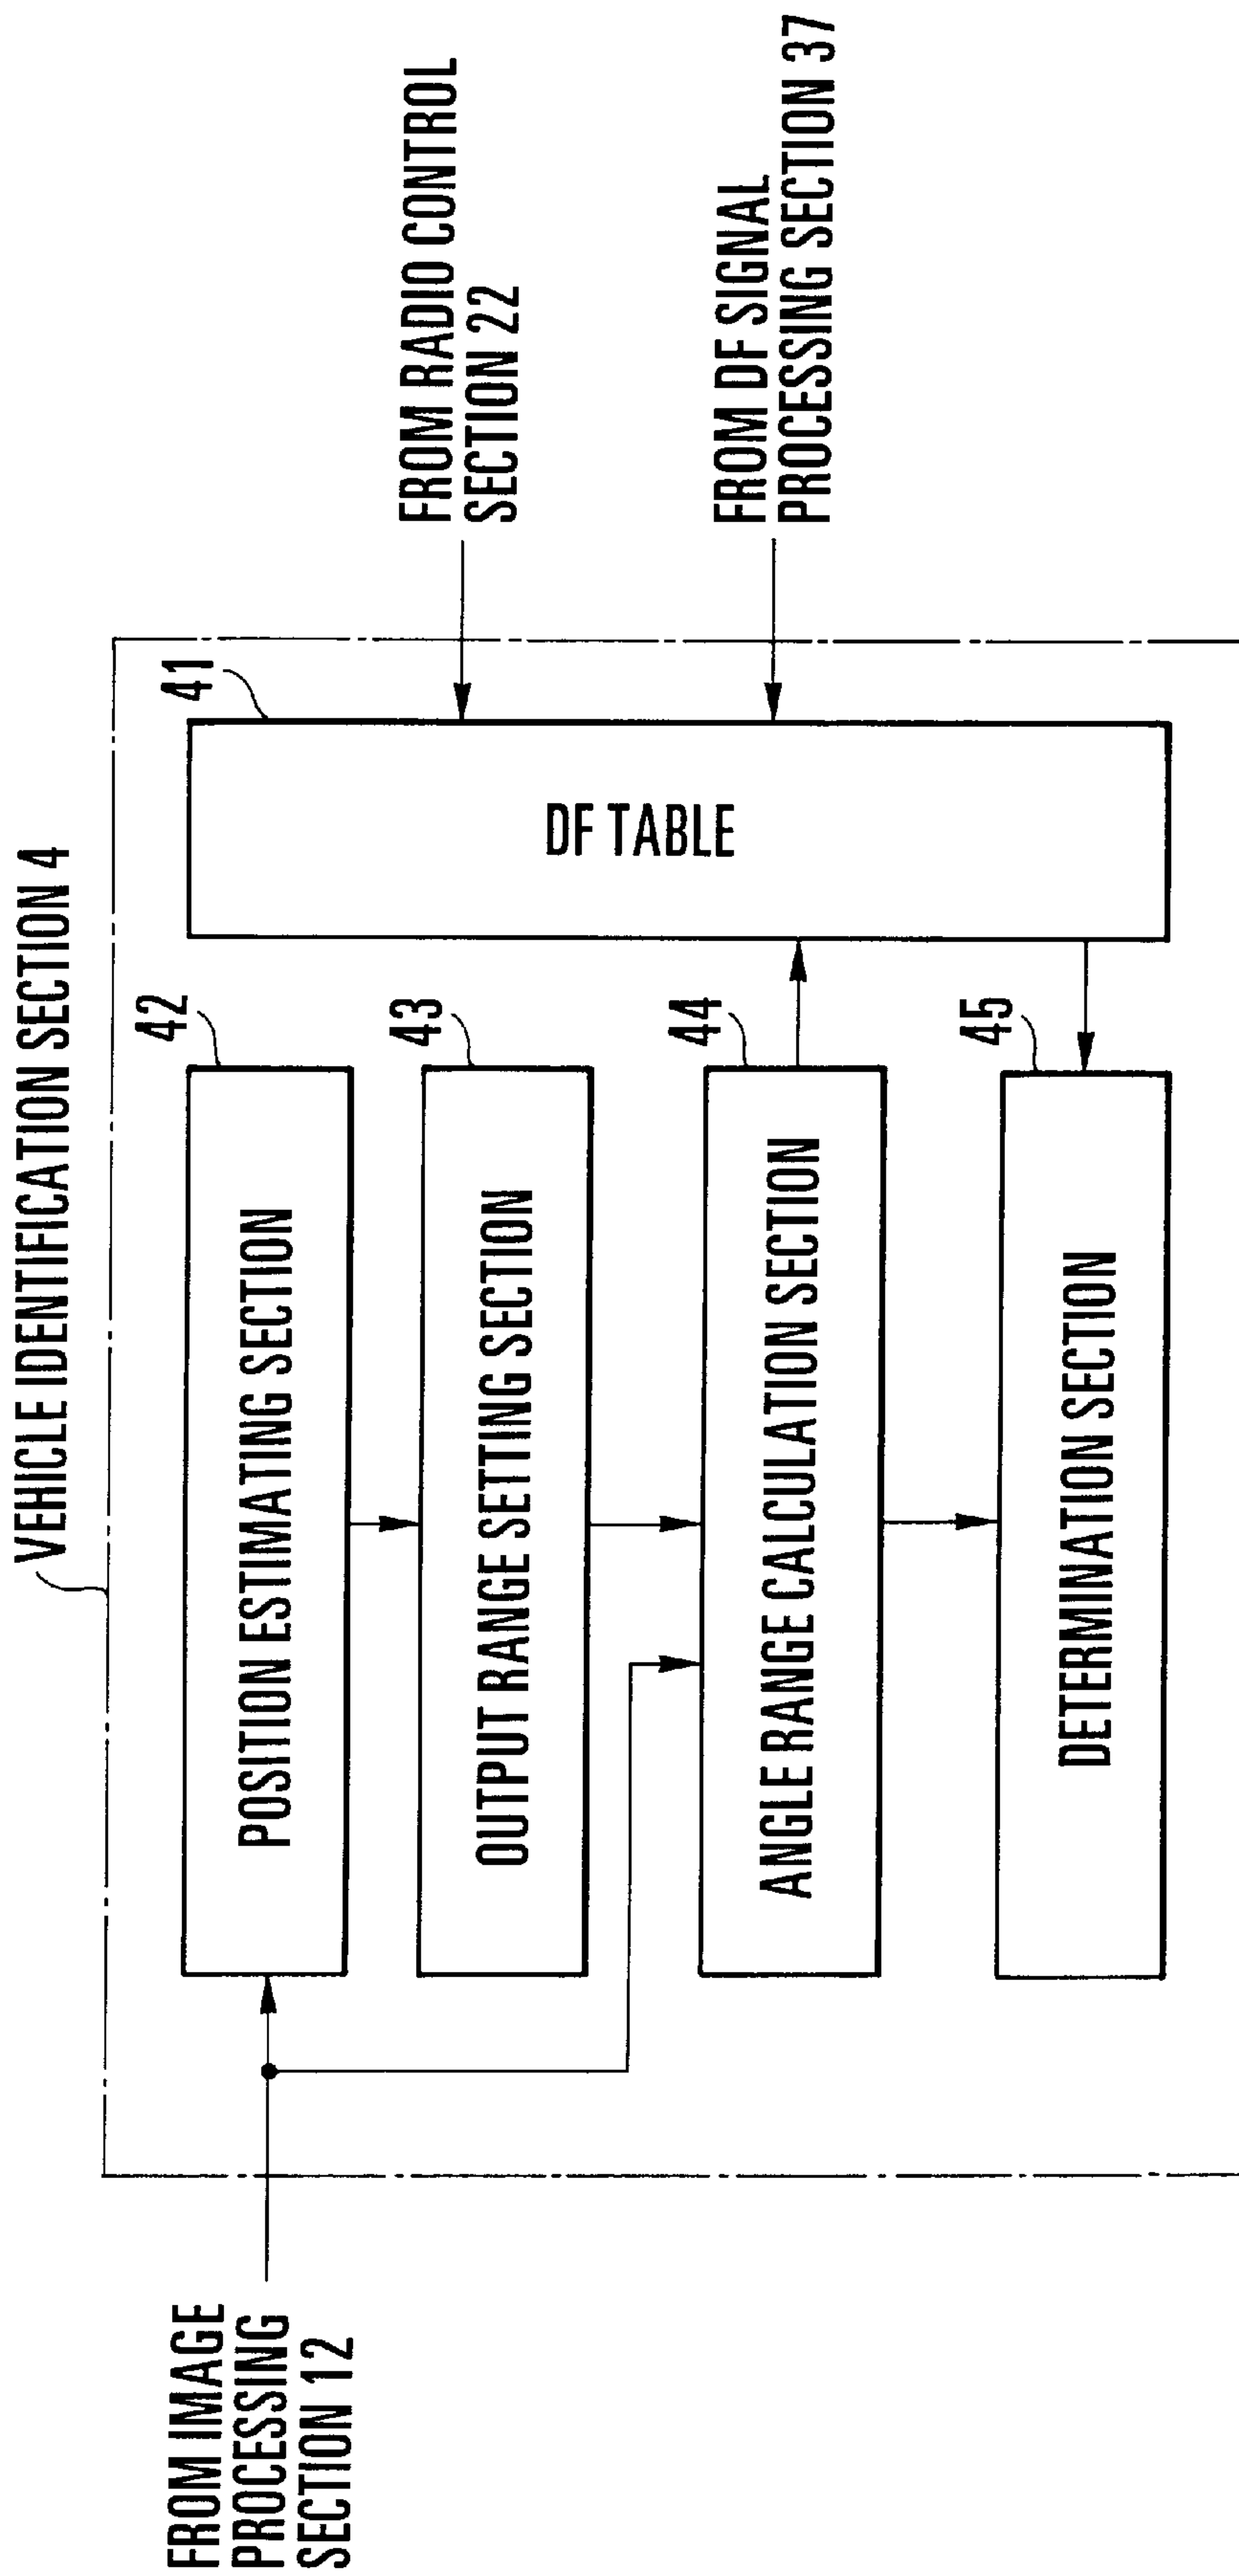 VEHICLE IDENTIFICATION SECTION 4
FROM IMAGE
PROCESSING
SECTION 12
42
POSITION ESTIMATING SECTION
43
OUTPUT RANGE SETTING SECTION
44
ANGLE RANGE CALCULATION SECTION
45
DETERMINATION SECTION
41
DF TABLE
FROM RADIO CONTROL
SECTION 22
FROM DF SIGNAL
PROCESSING SECTION 37